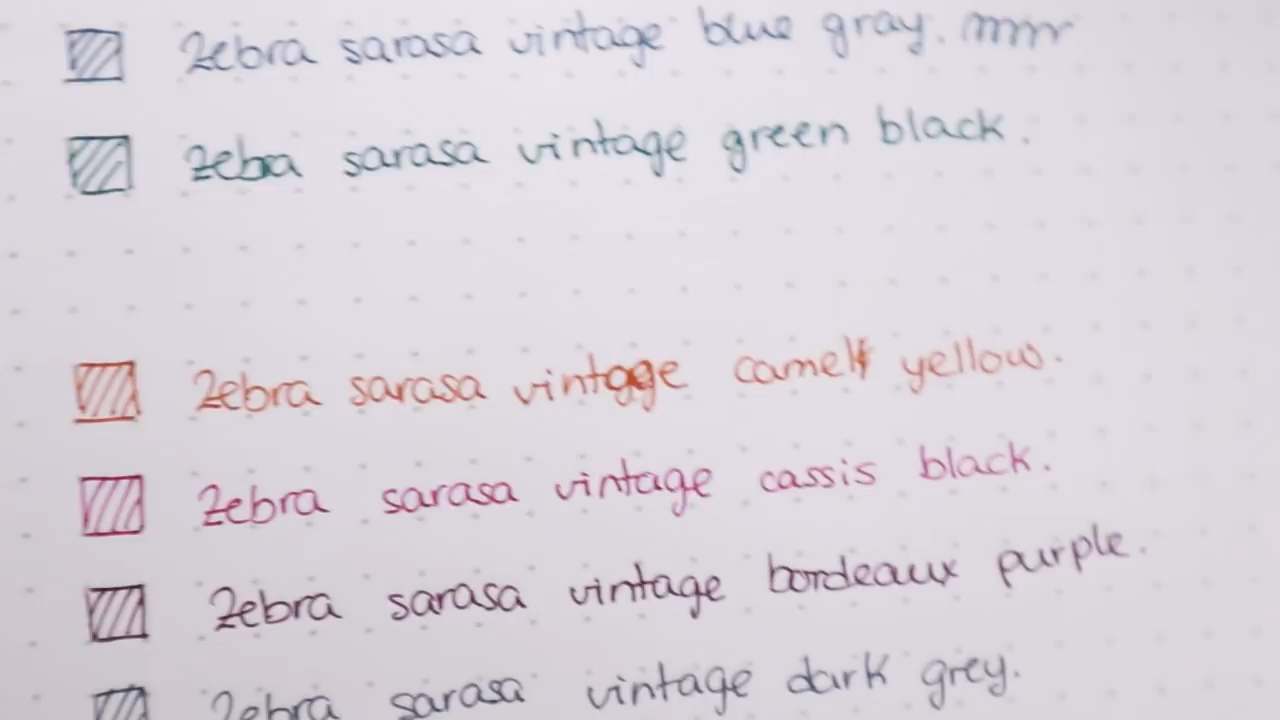 Zebra sarasa vintage blue gray.
Zeba sarasa vintage green black.
Zebra sarasa vintage camel yellow.
Zebra sarasa vintage cassis black.
Zebra sarasa vintage bordeaux purple.
Zebra sarasa vintage dark grey.